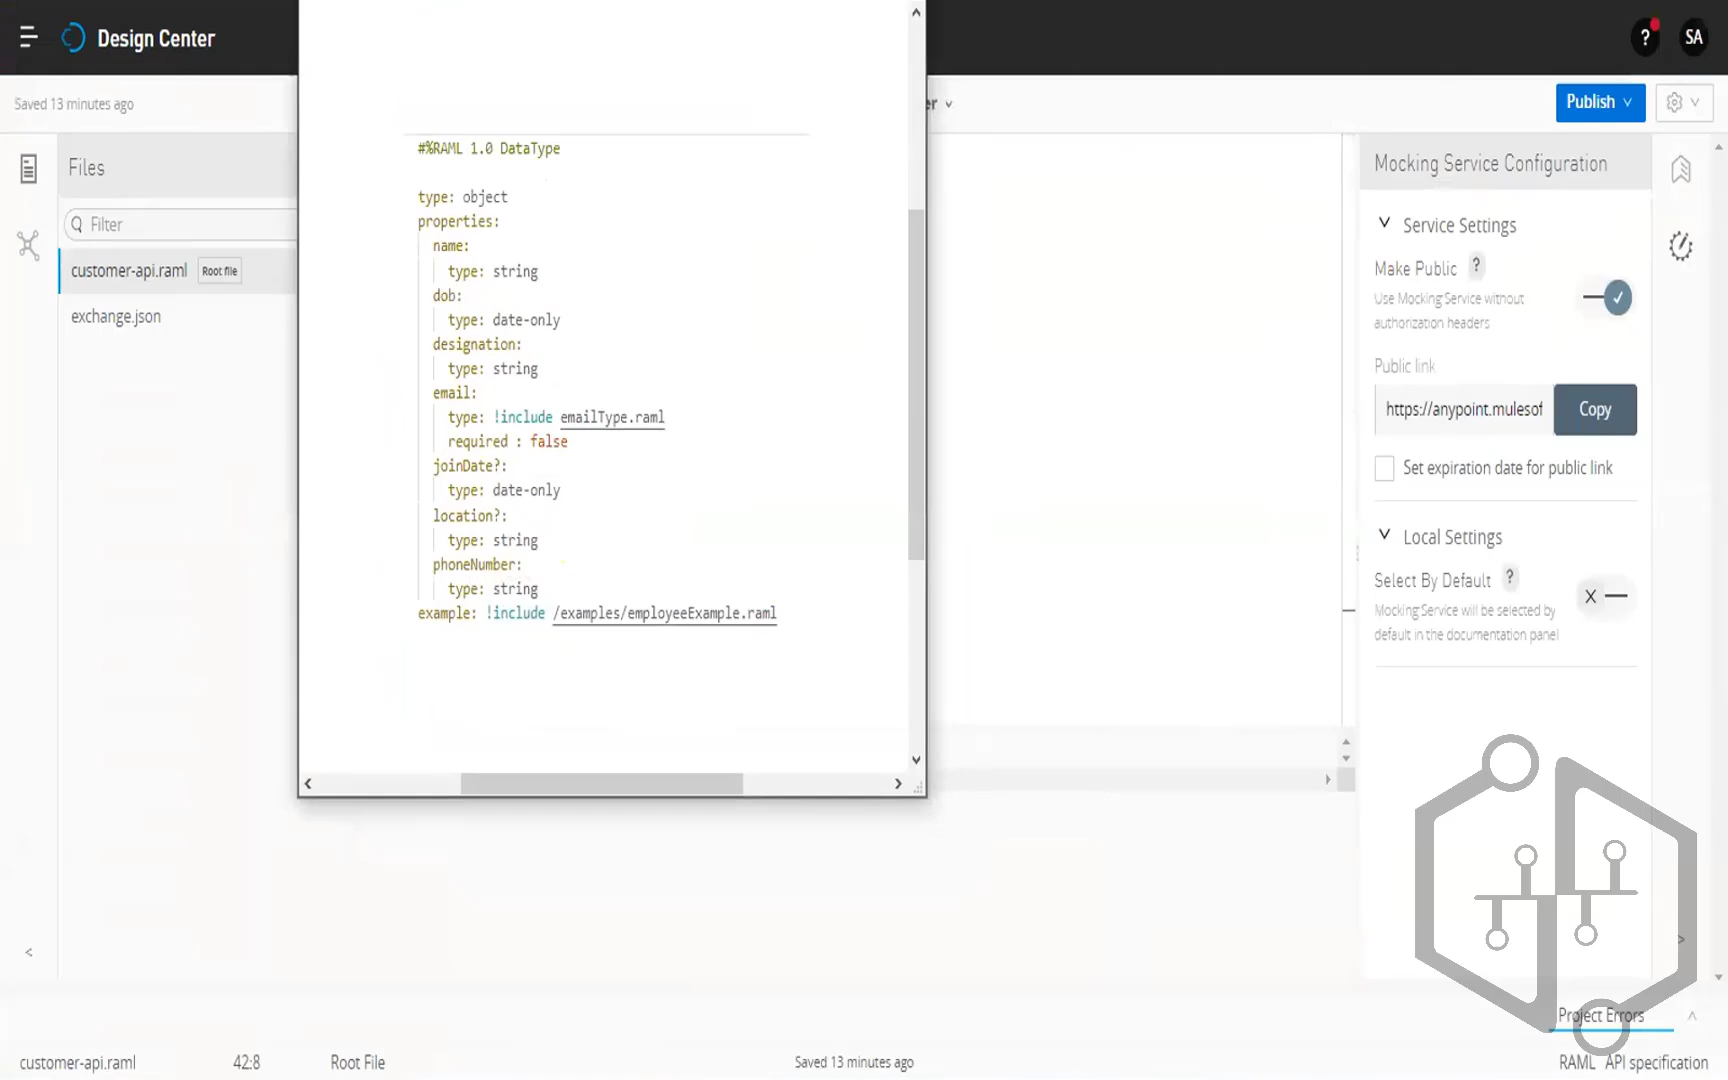 Design Center
?
SA
Saved 13 minutes ago
er
Publish
Files
Filter
customer-api.raml
Root file
exchange.json
#%RAML 1.0 DataType
type: object
properties:
name:
type: string
dob:
type: date-only
designation:
type: string
email:
type: !include emailType.raml
required : false
joinDate?:
type: date-only
location?:
type: string
phoneNumber:
type: string
example: !include /examples/employeeExample.raml
Mocking Service Configuration
Service Settings
Make Public ?
Use Mocking Service without
authorization headers
Public link
https://anypoint.mulesof
Copy
Set expiration date for public link
Local Settings
Select By Default ?
Mocking Service will be selected by
default in the documentation panel
Project Errors
customer-api.raml
42:8
Root File
Saved 13 minutes ago
RAML
API specification